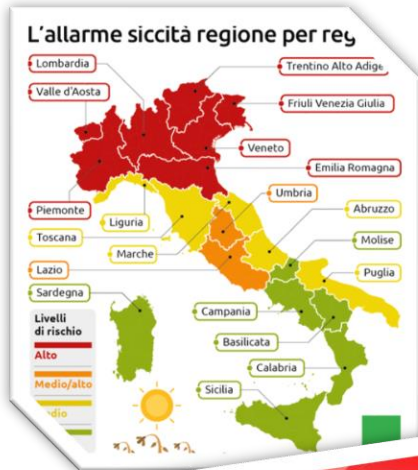 L'allarme siccità regione per
Lombardia
Trentino Alto Adige
Valle d'Aosta
Friuli Venezia Giulia
Veneto
Emilia Romagna
Umbria
Piemonte
Liguria
Abruzzo
Toscana
Molise
Marche
Lazio
Puglia
Sardegna
Campania
Livelli
di rischio
Basilicata
Alto
Calabria
Medio/alto
Sicilia